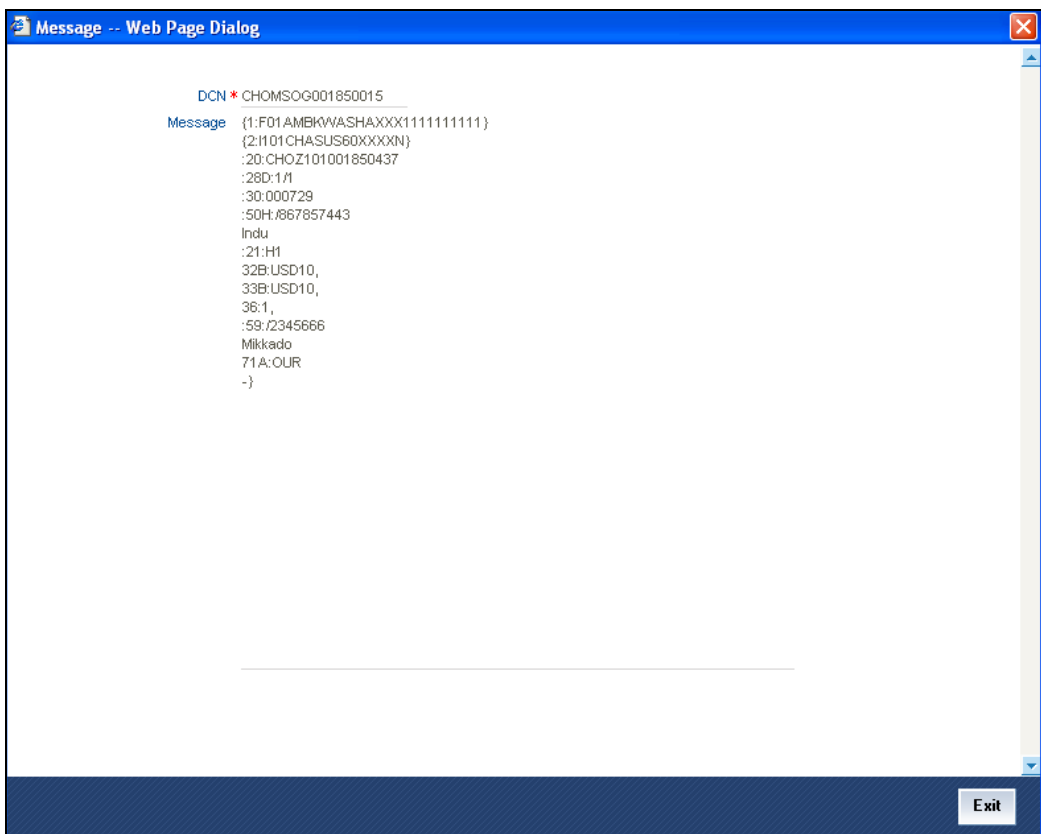 Message -- Web Page Dialog
DCN * CHOMSOG001850015
Message {1:F01AMBKWASHAXXX1111111111}
{2:I101CHASUS60XXXXN}
:20:CHOZ101001850437
:28D:1/1
:30:000729
:50H:/867857443
Indu
:21:H1
32B:USD10,
33B:USD10,
36:1,
:59:/2345666
Mikkado
71A:OUR
-}
Exit